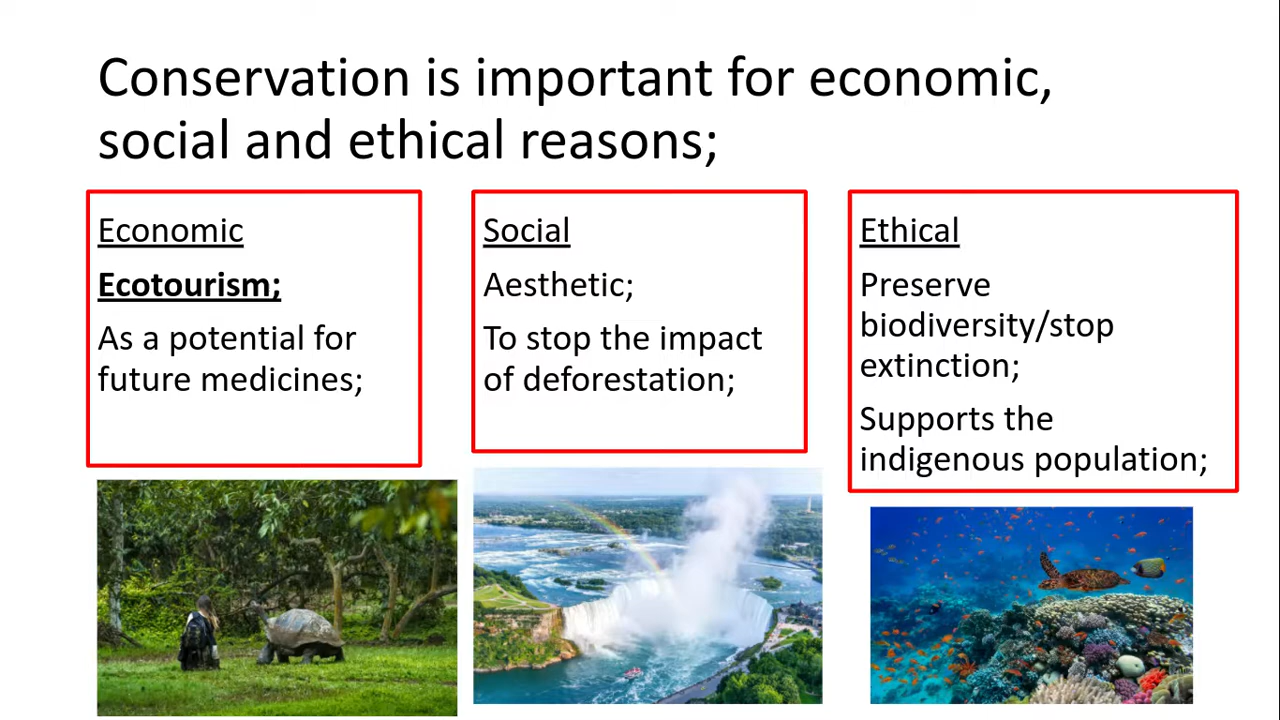 Conservation is important for economic,
social and ethical reasons;
Economic
Ecotourism;
As a potential for
future medicines;
Social
Aesthetic;
To stop the impact
of deforestation;
Ethical
Preserve
biodiversity/stop
extinction;
Supports the
indigenous population;